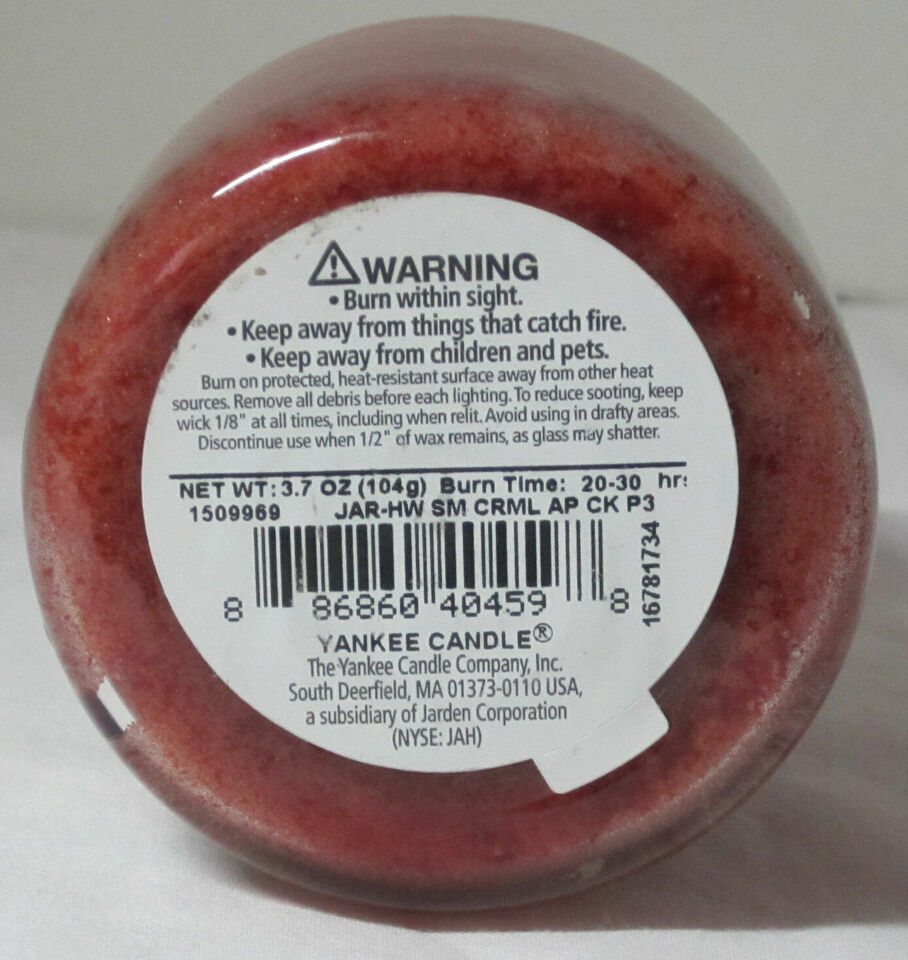 ⚠WARNING
• Burn within sight.
• Keep away from things that catch fire.
• Keep away from children and pets.
Burn on protected, heat-resistant surface away from other heat
sources. Remove all debris before each lighting. To reduce sooting, keep
wick 1/8" at all times, including when relit. Avoid using in drafty areas.
Discontinue use when 1/2" of wax remains, as glass may shatter.
NET WT: 3.7 OZ (104g) Burn Time: 20-30 hrs
1509969 JAR-HW SM CRML AP CK P3
16781734
8 86860 40459 8
YANKEE CANDLE®
The Yankee Candle Company, Inc.
South Deerfield, MA 01373-0110 USA,
a subsidiary of Jarden Corporation
(NYSE: JAH)